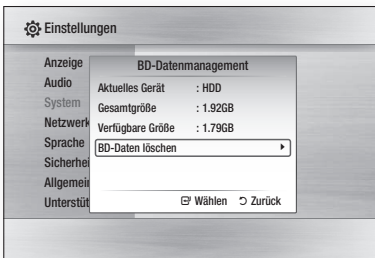 Einstellungen
Anzeige
Audio
System
Netzwerk
Sprache
Sicherhei
Allgemein
Unterstüt
BD-Datenmanagement
Aktuelles Gerät : HDD
Gesamtgröße : 1.92GB
Verfügbare Größe : 1.79GB
BD-Daten löschen
Wählen Zurück